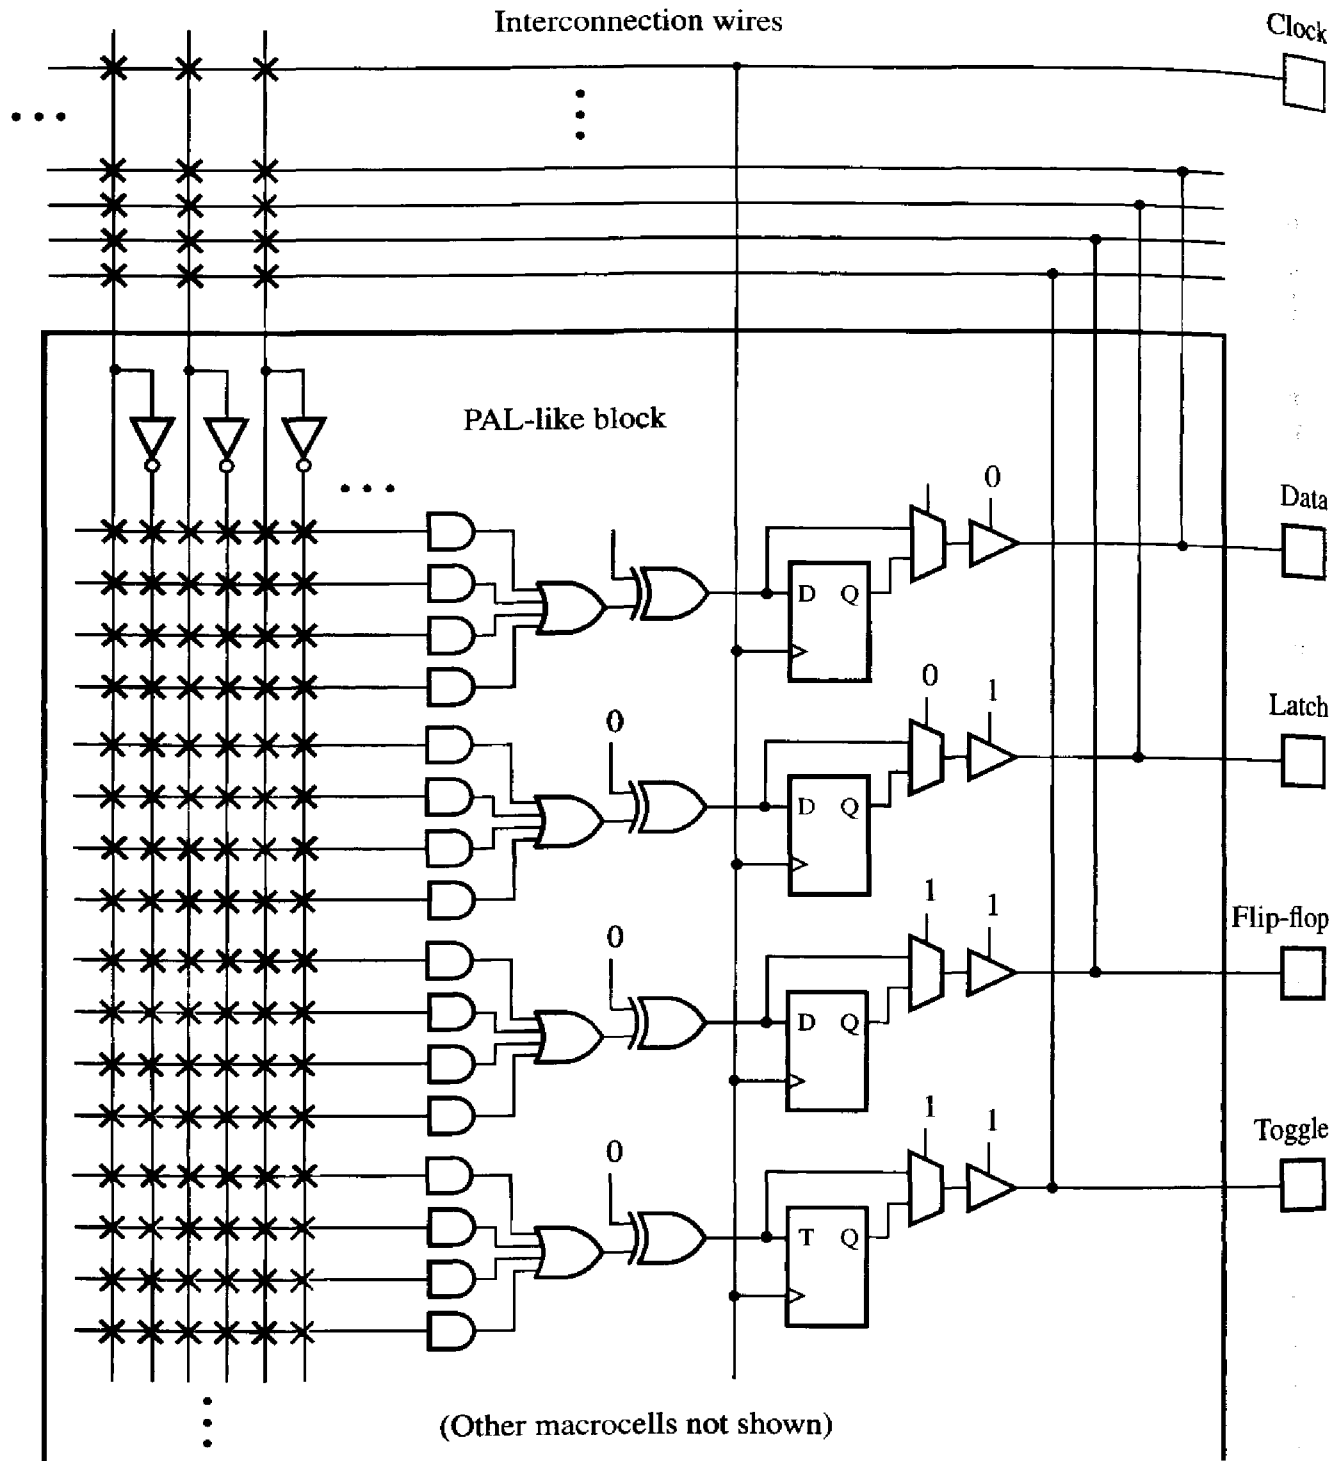 Interconnection wires
Clock
PAL-like block
0
Data
D Q
0
Latch
0
1
D Q
1
1
Flip-flop
0
D Q
1
1
Toggle
0
T Q
(Other macrocells not shown)